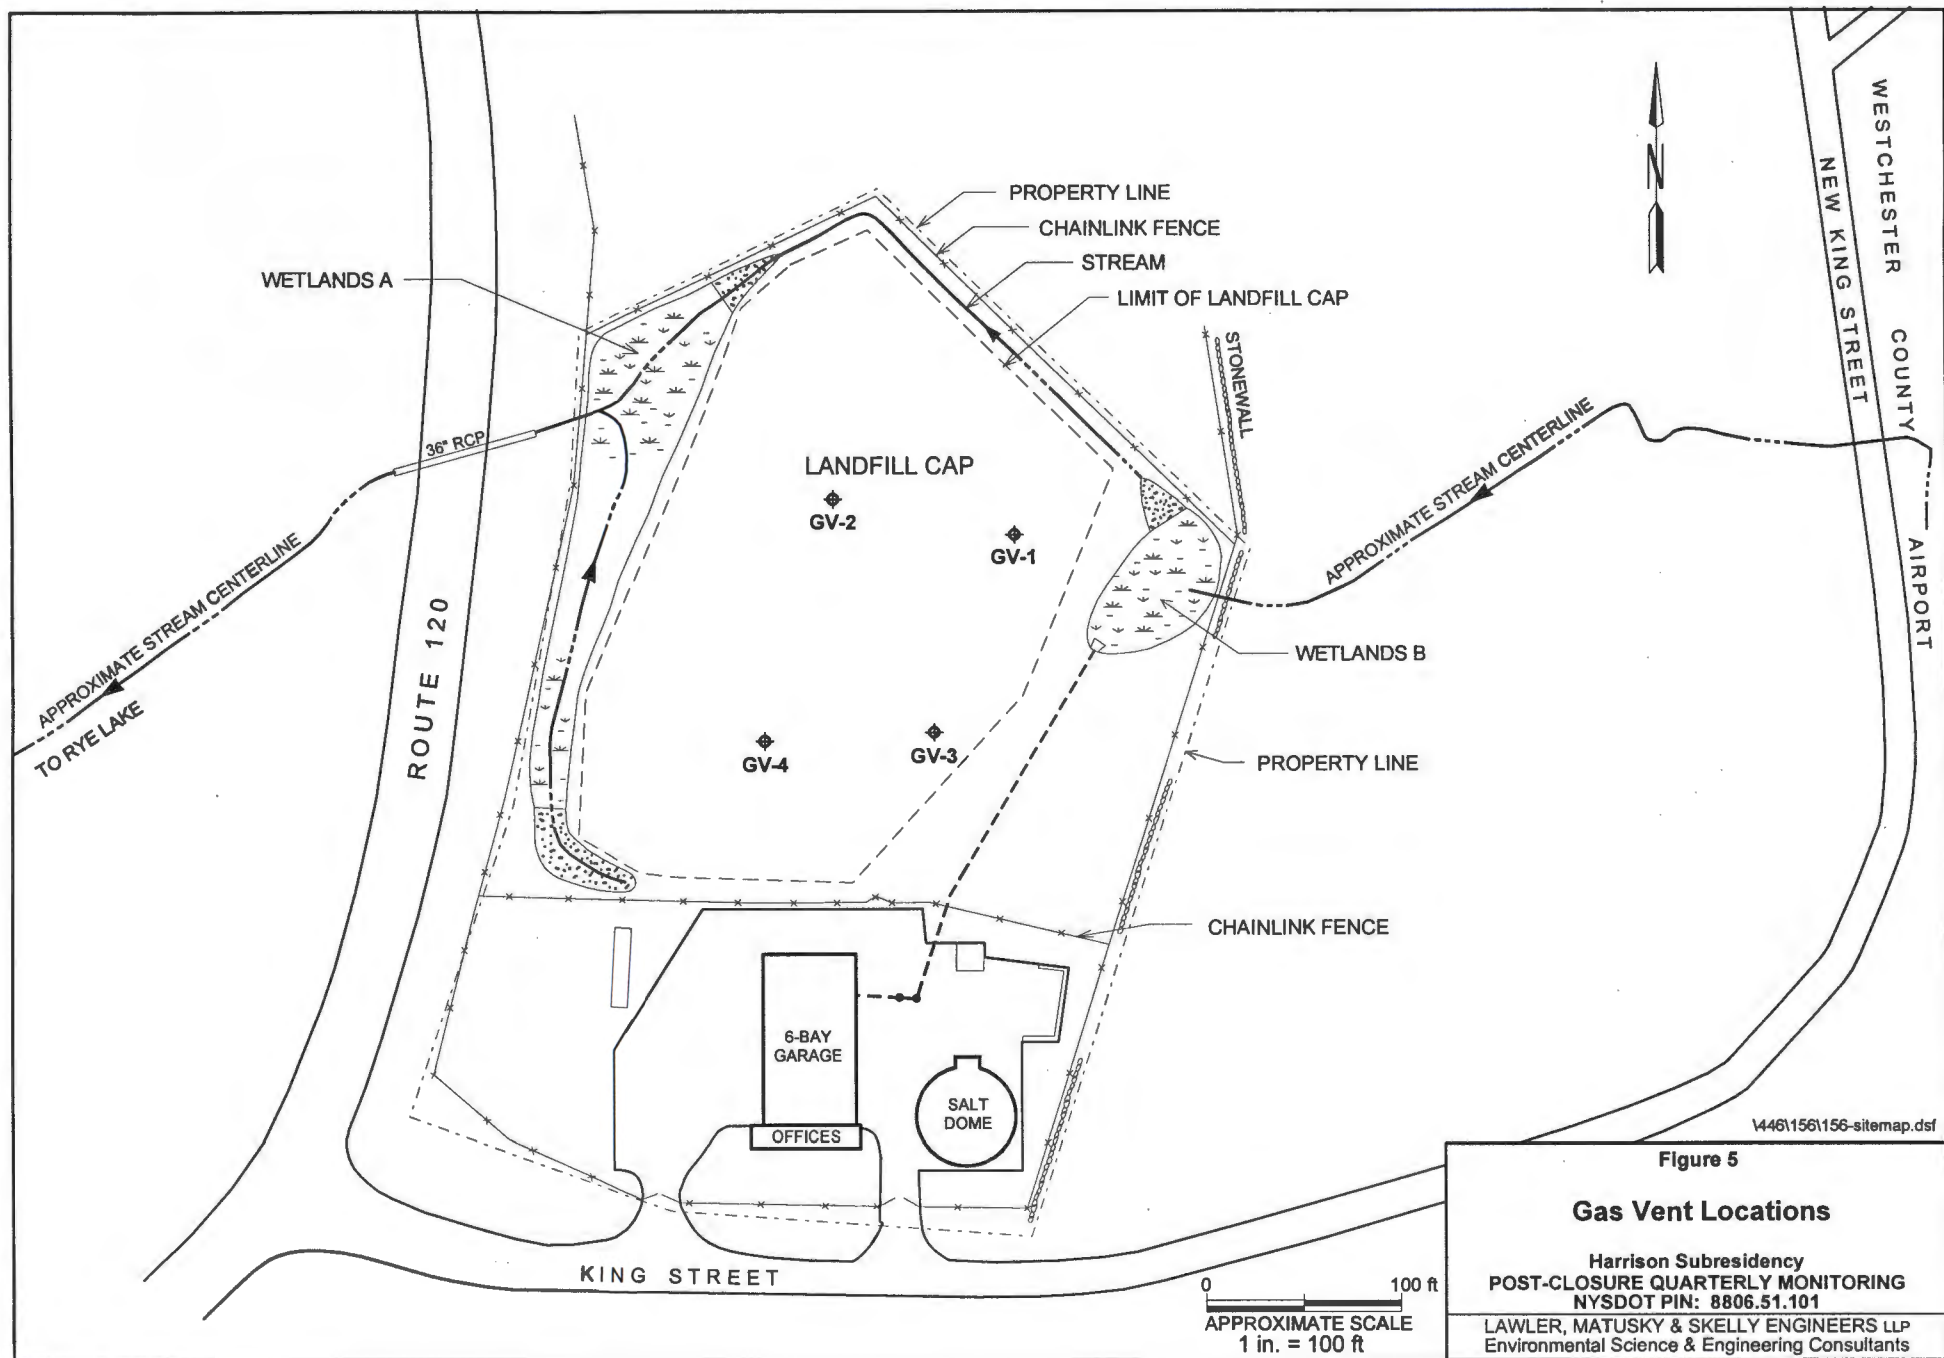 PROPERTY LINE
CHAINLINK FENCE
STREAM
LIMIT OF LANDFILL CAP
WETLANDS A
N
NEW KING STREET
WESTCHESTER COUNTY AIRPORT
STONEWALL
36" RCP
LANDFILL CAP
GV-2
GV-1
APPROXIMATE STREAM CENTERLINE
APPROXIMATE STREAM CENTERLINE
TO RYE LAKE
ROUTE 120
WETLANDS B
GV-4
GV-3
PROPERTY LINE
CHAINLINK FENCE
6-BAY
GARAGE
OFFICES
SALT
DOME
KING STREET
0 100 ft
APPROXIMATE SCALE
1 in. = 100 ft
\446\156\156-sitemap.dsf
Figure 5
Gas Vent Locations
Harrison Subresidency
POST-CLOSURE QUARTERLY MONITORING
NYSDOT PIN: 8806.51.101
LAWLER, MATUSKY & SKELLY ENGINEERS LLP
Environmental Science & Engineering Consultants